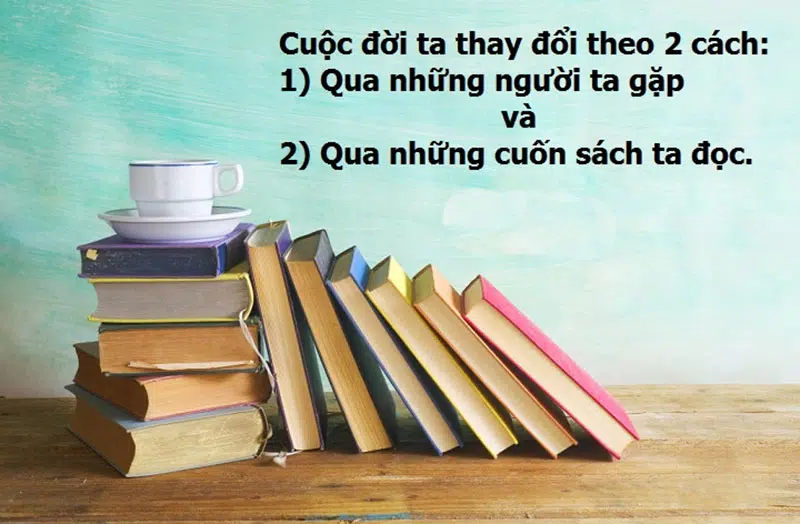 Cuộc đời ta thay đổi theo 2 cách:
1) Qua những người ta gặp
và
2) Qua những cuốn sách ta đọc.